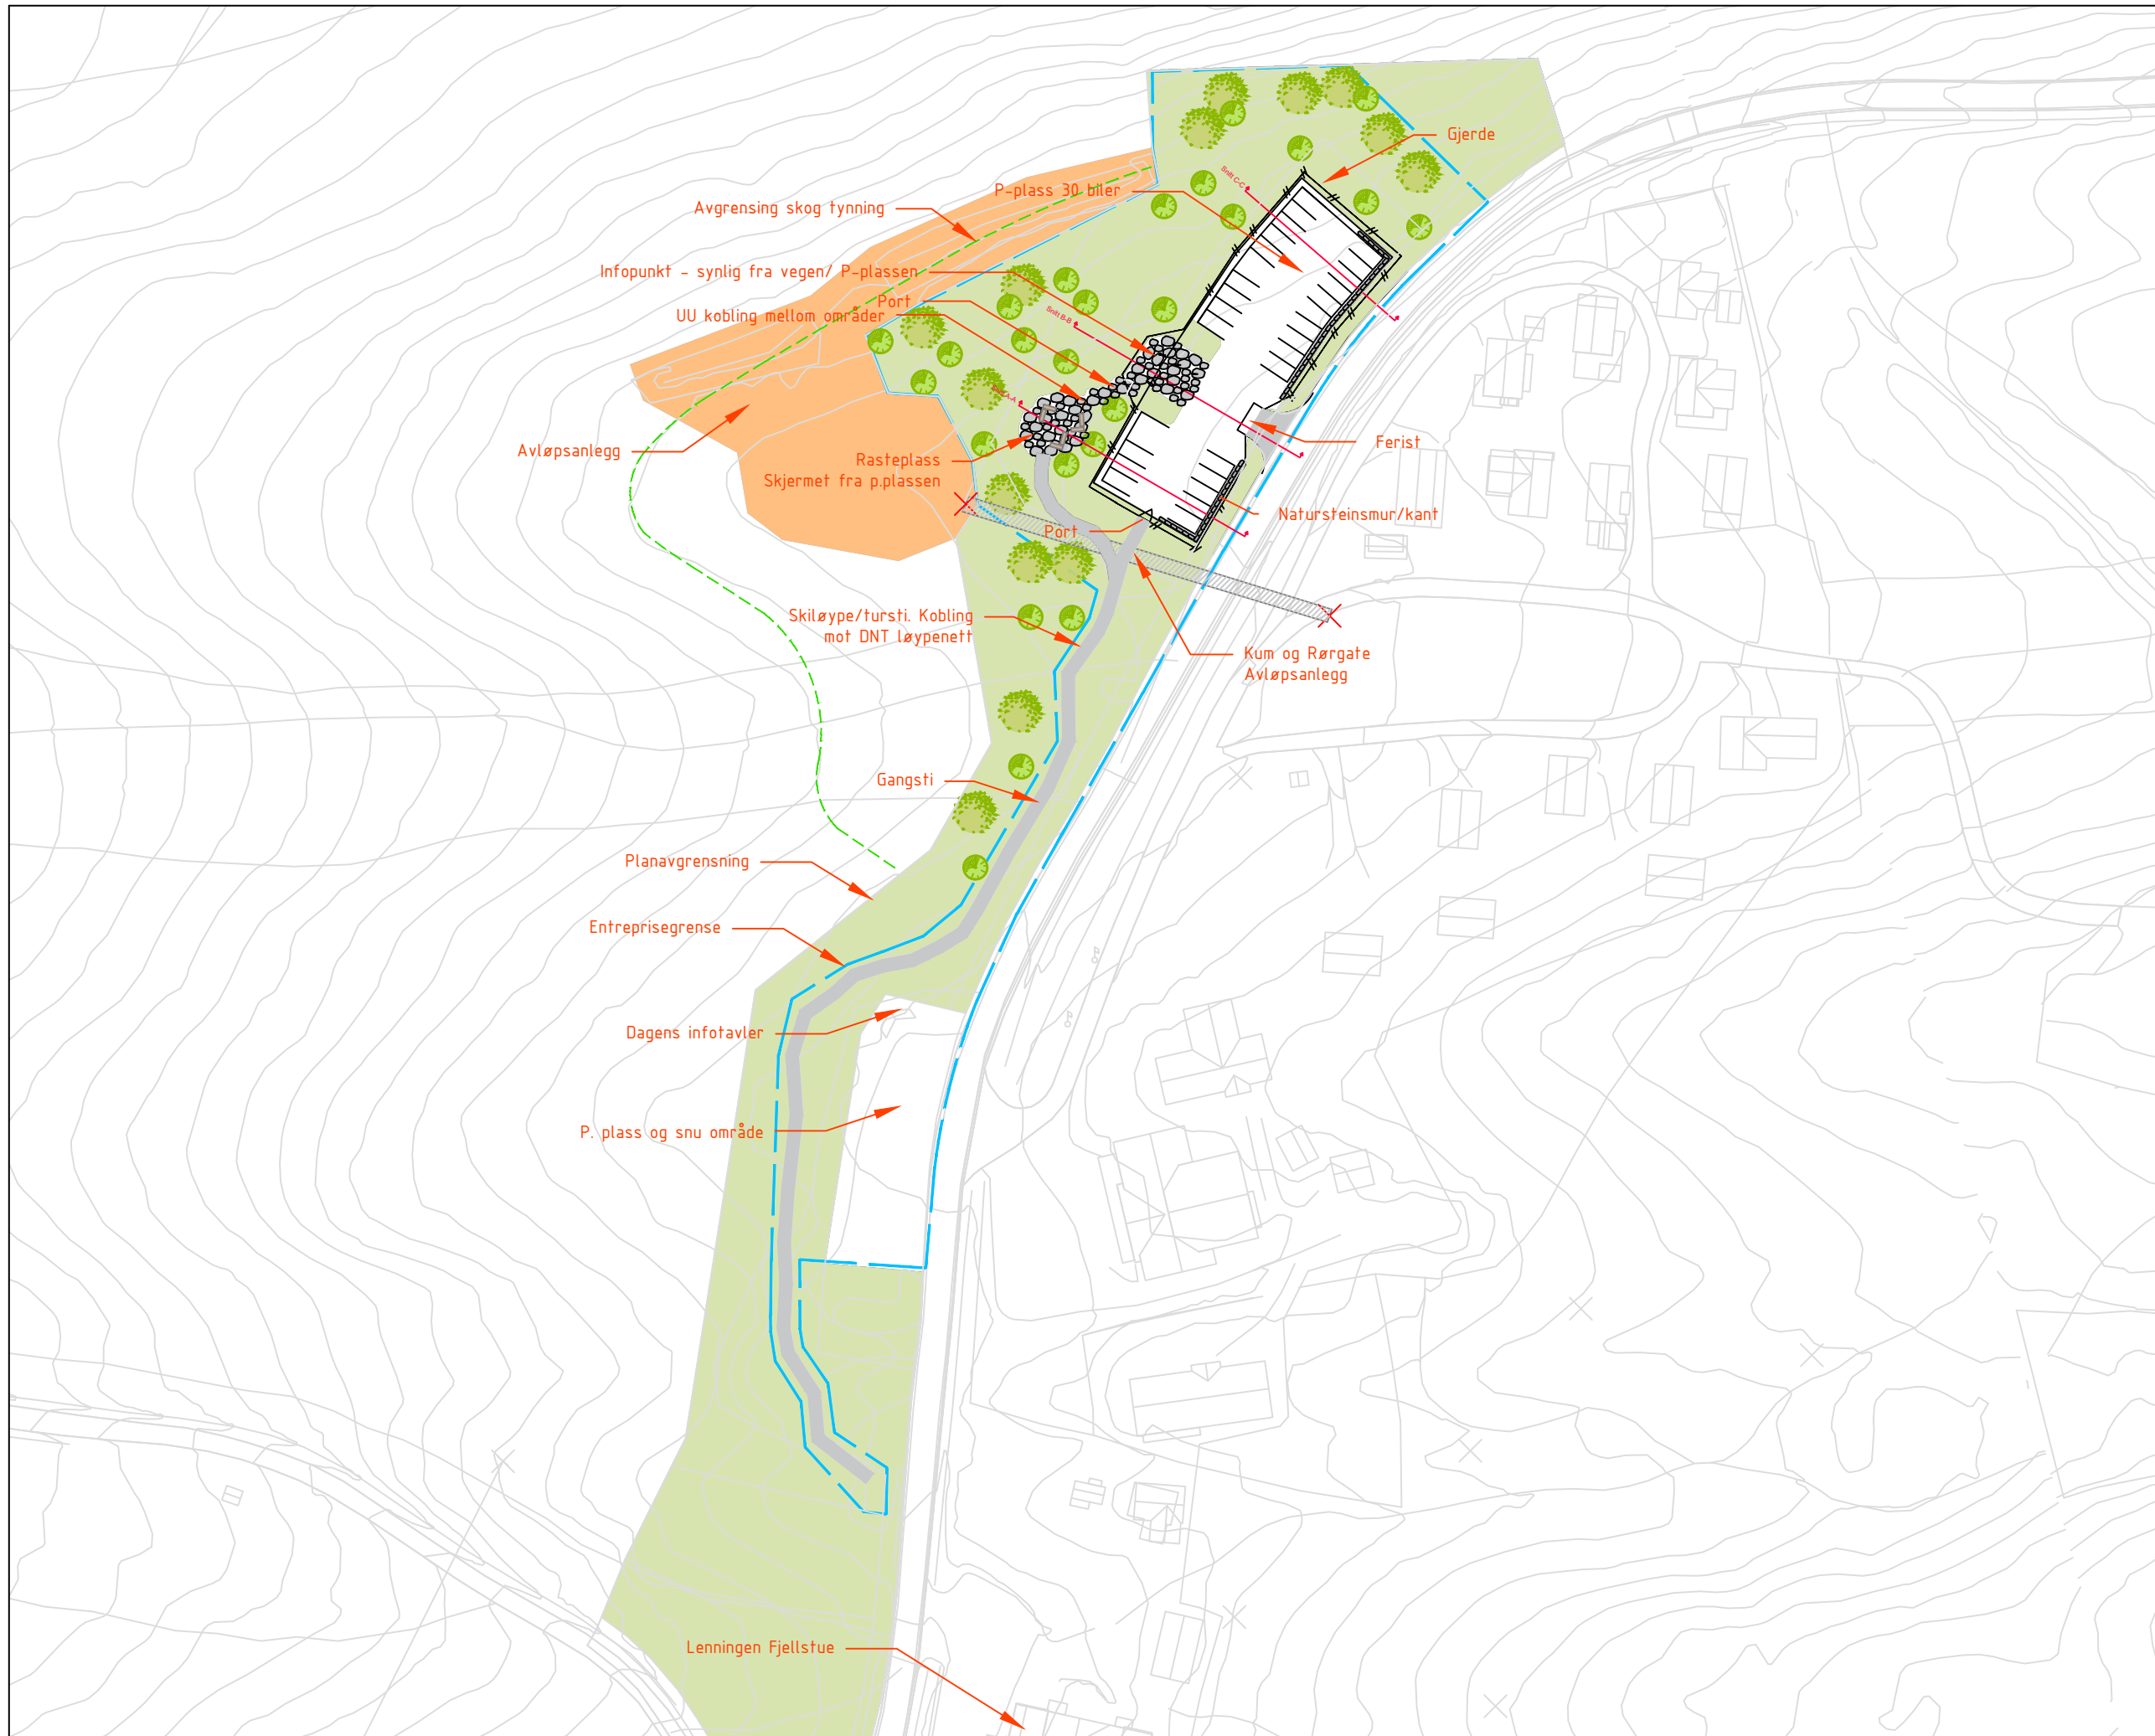 Gjerde
Snitt C-C
P-plass 30 biler
Avgrensing skog tynning
Infopunkt - synlig fra vegen/ P-plassen
Port
UU kobling mellom områder
Snitt B-B
Ferist
Avløpsanlegg
Rasteplass
Skjermet fra p.plassen
Natursteinsmur/kant
Port
Skiløype/tursti. Kobling
mot DNT løypenett
Kum og Rørgate
Avløpsanlegg
Gangsti
Planavgrensning
Entreprisegrense
Dagens infotavler
P. plass og snu område
Lenningen Fjellstue